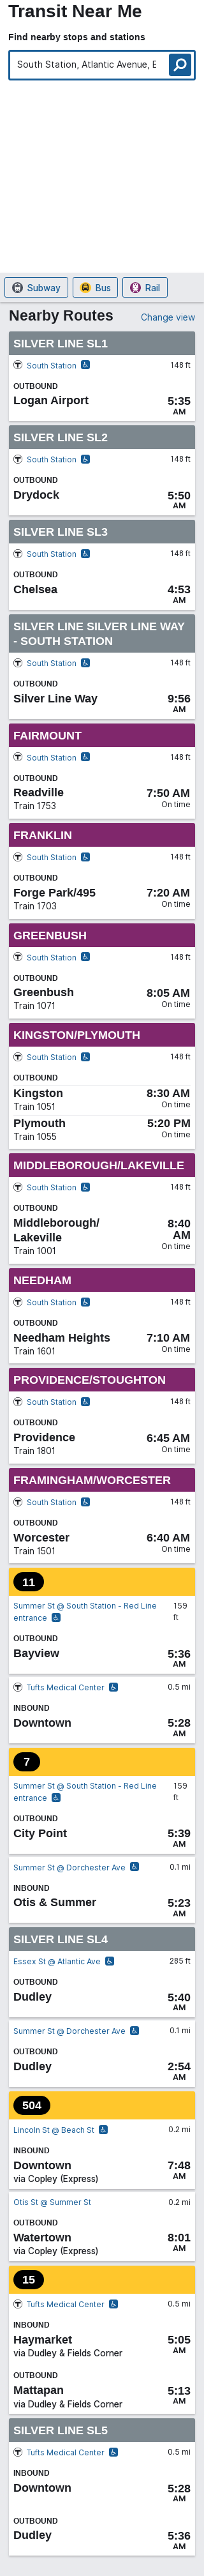 Transit Near Me
Find nearby stops and stations
South Station, Atlantic Avenue, E
Subway
Bus
Rail
Nearby Routes
Change view
SILVER LINE SL1
South Station
148 ft
OUTBOUND
Logan Airport
5:35
AM
SILVER LINE SL2
South Station
148 ft
OUTBOUND
Drydock
5:50
AM
SILVER LINE SL3
South Station
148 ft
OUTBOUND
Chelsea
4:53
AM
SILVER LINE SILVER LINE WAY
- SOUTH STATION
South Station
148 ft
OUTBOUND
Silver Line Way
9:56
AM
FAIRMOUNT
South Station
148 ft
OUTBOUND
Readville
7:50 AM
Train 1753
On time
FRANKLIN
South Station
148 ft
OUTBOUND
Forge Park/495
7:20 AM
Train 1703
On time
GREENBUSH
South Station
148 ft
OUTBOUND
Greenbush
8:05 AM
Train 1071
On time
KINGSTON/PLYMOUTH
South Station
148 ft
OUTBOUND
Kingston
8:30 AM
Train 1051
On time
Plymouth
5:20 PM
Train 1055
On time
MIDDLEBOROUGH/LAKEVILLE
South Station
148 ft
OUTBOUND
Middleborough/
Lakeville
8:40
AM
Train 1001
On time
NEEDHAM
South Station
148 ft
OUTBOUND
Needham Heights
7:10 AM
Train 1601
On time
PROVIDENCE/STOUGHTON
South Station
148 ft
OUTBOUND
Providence
6:45 AM
Train 1801
On time
FRAMINGHAM/WORCESTER
South Station
148 ft
OUTBOUND
Worcester
6:40 AM
Train 1501
On time
11
Summer St @ South Station - Red Line
entrance
159
ft
OUTBOUND
Bayview
5:36
AM
Tufts Medical Center
0.5 mi
INBOUND
Downtown
5:28
AM
7
Summer St @ South Station - Red Line
entrance
159
ft
OUTBOUND
City Point
5:39
AM
Summer St @ Dorchester Ave
0.1 mi
INBOUND
Otis & Summer
5:23
AM
SILVER LINE SL4
Essex St @ Atlantic Ave
285 ft
OUTBOUND
Dudley
5:40
AM
Summer St @ Dorchester Ave
0.1 mi
OUTBOUND
Dudley
2:54
AM
504
Lincoln St @ Beach St
0.2 mi
INBOUND
Downtown
7:48
via Copley (Express)
AM
Otis St @ Summer St
0.2 mi
OUTBOUND
Watertown
8:01
via Copley (Express)
AM
15
Tufts Medical Center
0.5 mi
INBOUND
Haymarket
5:05
via Dudley & Fields Corner
AM
OUTBOUND
Mattapan
5:13
via Dudley & Fields Corner
AM
SILVER LINE SL5
Tufts Medical Center
0.5 mi
INBOUND
Downtown
5:28
AM
OUTBOUND
Dudley
5:36
AM